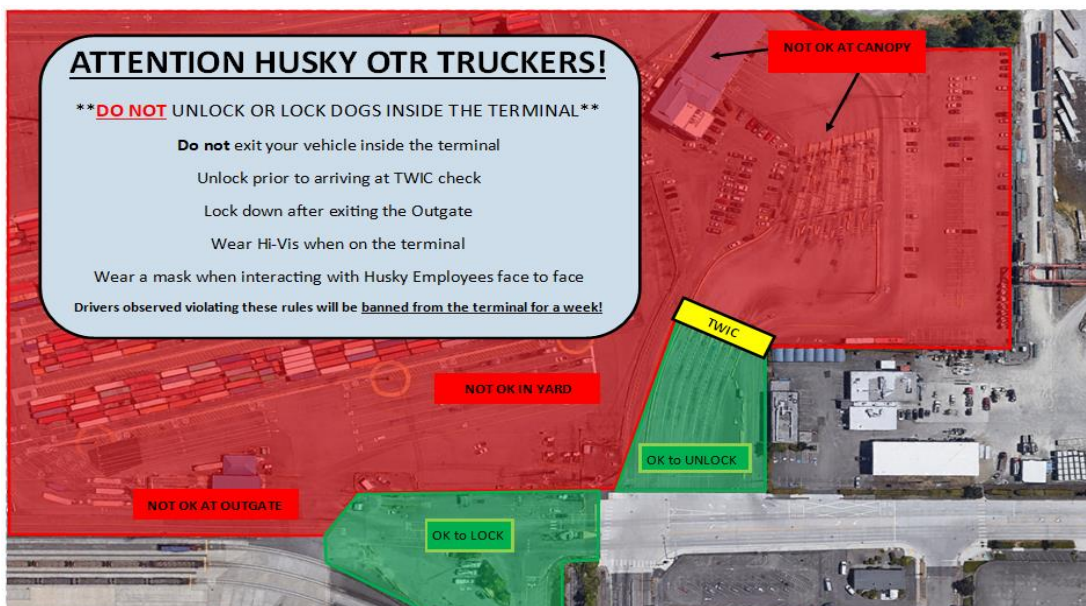 ATTENTION HUSKY OTR TRUCKERS!
**DO NOT UNLOCK OR LOCK DOGS INSIDE THE TERMINAL**
Do not exit your vehicle inside the terminal
Unlock prior to arriving at TWIC check
Lock down after exiting the Outgate
Wear Hi-Vis when on the terminal
Wear a mask when interacting with Husky Employees face to face
Drivers observed violating these rules will be banned from the terminal for a week!
NOT OK AT CANOPY
TWIC
NOT OK IN YARD
OK to UNLOCK
NOT OK AT OUTGATE
OK to LOCK